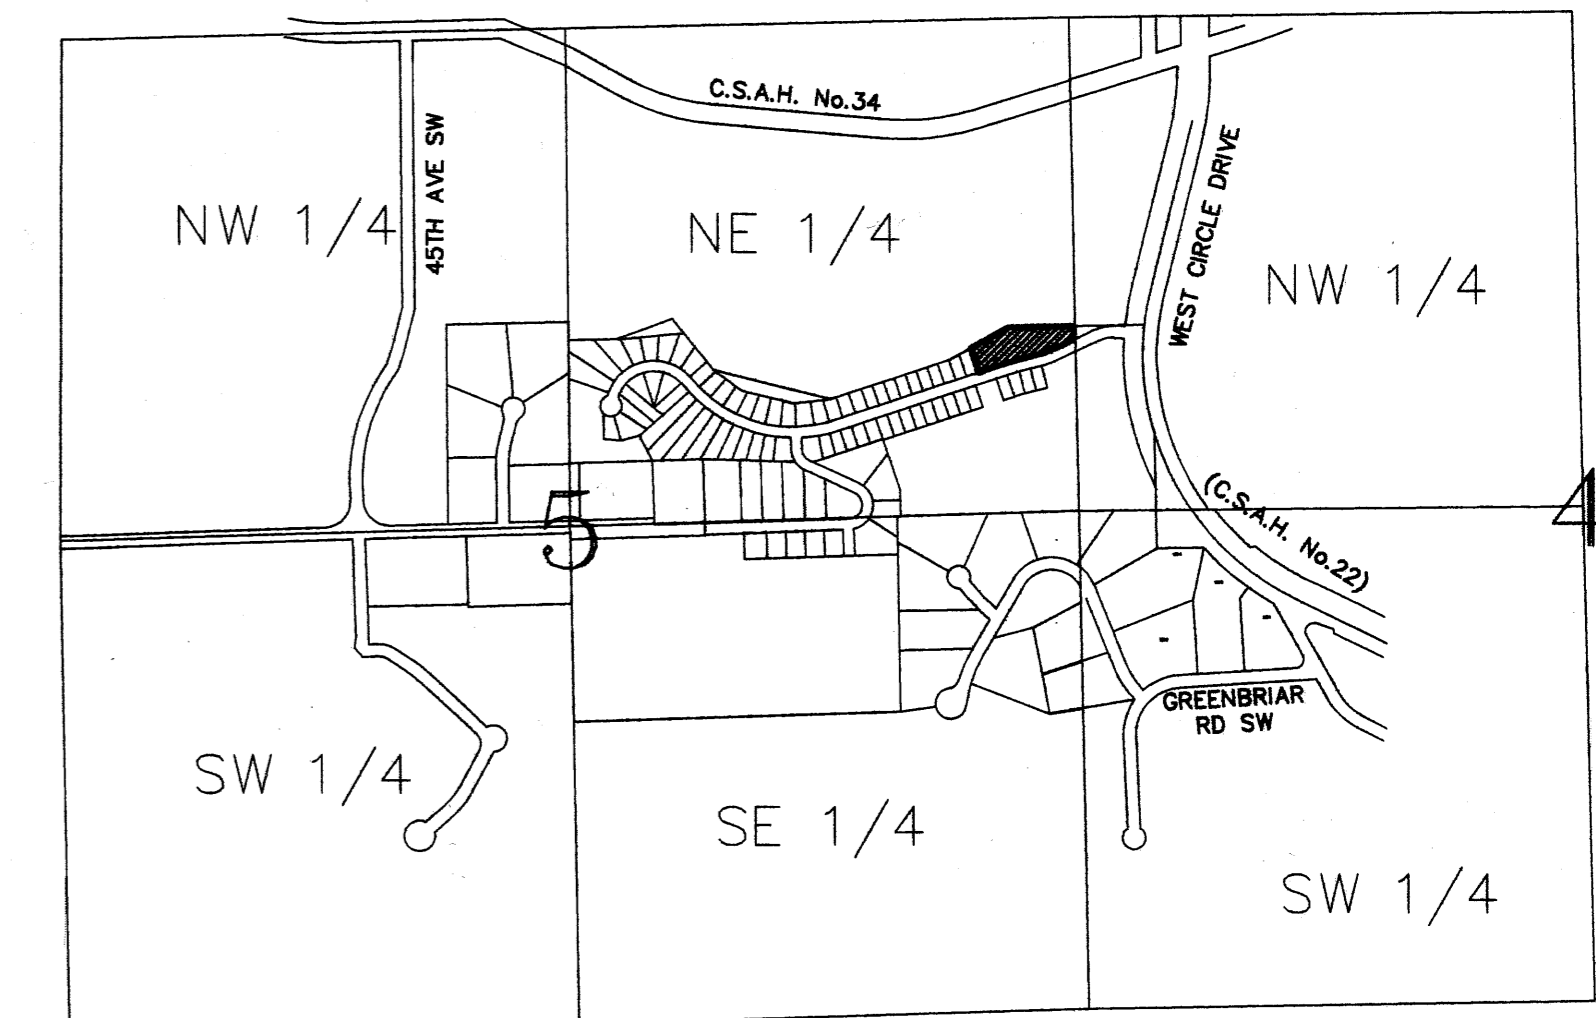 C.S.A.H. No.34
45TH AVE SW
WEST CIRCLE DRIVE
NW 1/4
NE 1/4
NW 1/4
5
4
(C.S.A.H. No.22)
GREENBRIAR
RD SW
SW 1/4
SE 1/4
SW 1/4